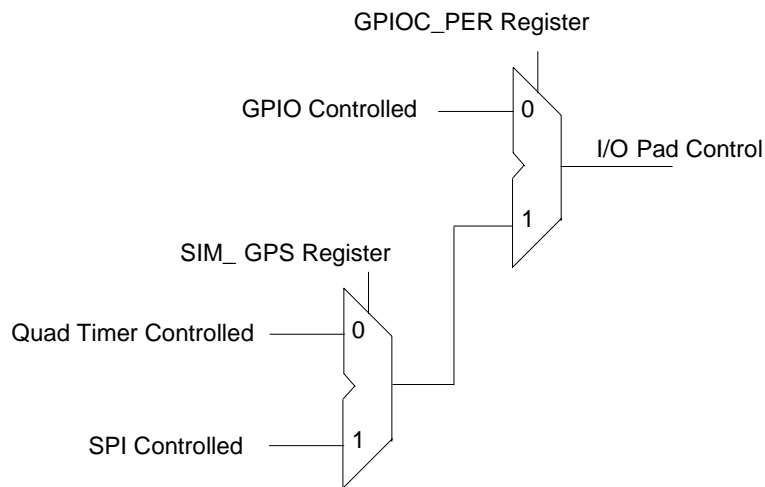 GPIOC_PER Register
GPIO Controlled
0
I/O Pad Control
1
SIM_ GPS Register
Quad Timer Controlled
0
SPI Controlled
1